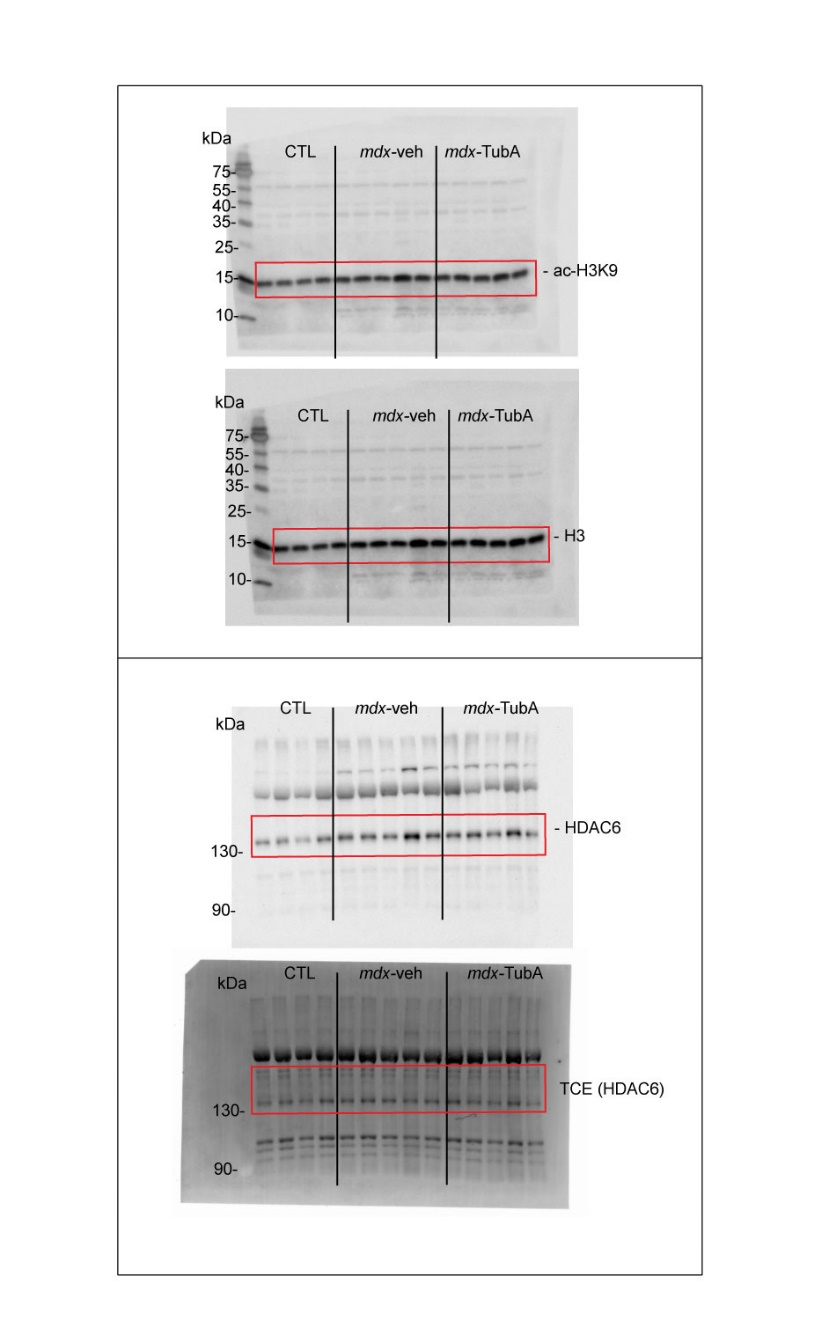 kDa
CTL mdx-veh mdx-TubA
75-
55-
40-
35-
25-
15-
- ac-H3K9
10-
kDa
CTL mdx-veh mdx-TubA
75-
55-
40-
35-
25-
15-
- H3
10-
CTL mdx-veh mdx-TubA
kDa
- HDAC6
130-
90-
CTL mdx-veh mdx-TubA
kDa
TCE (HDAC6)
130-
90-